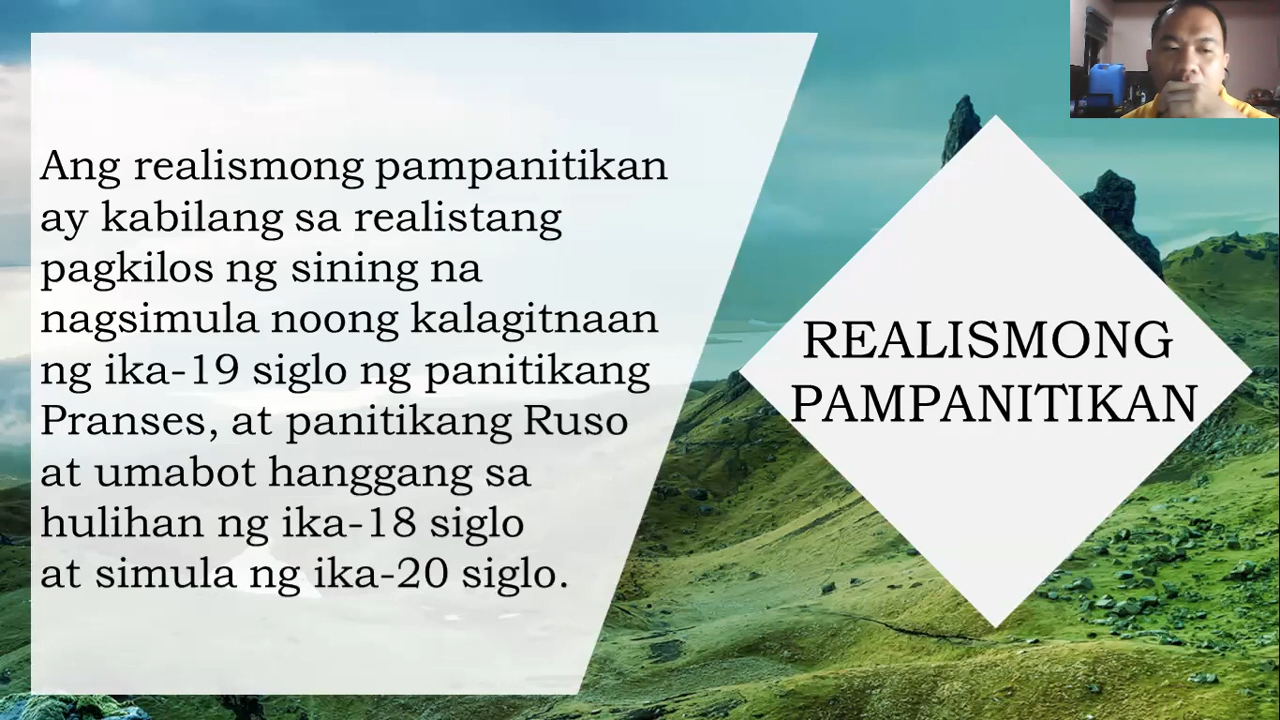 Ang realismong pampanitikan
ay kabilang sa realistang
pagkilos ng sining na
nagsimula noong kalagitnaan
ng ika-19 siglo ng panitikang
Pranses, at panitikang Ruso
at umabot hanggang sa
hulihan ng ika-18 siglo
at simula ng ika-20 siglo.
REALISMONG
PAMPANITIKAN